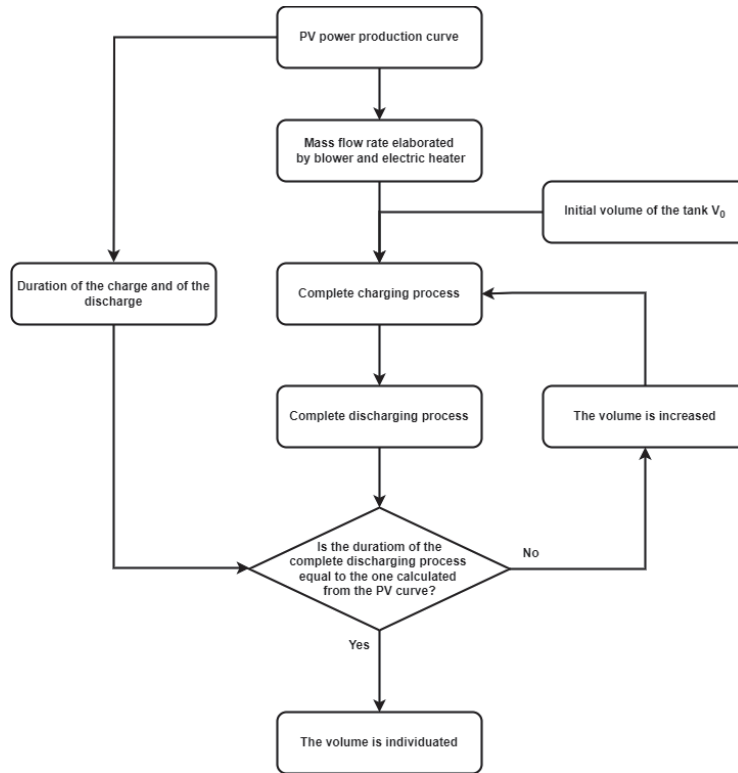 PV power production curve
Mass flow rate elaborated
by blower and electric heater
Initial volume of the tank V₀
Duration of the charge and of the
discharge
Complete charging process
Complete discharging process
The volume is increased
Is the duratiom of the
complete discharging process
equal to the one calculated
from the PV curve?
No
Yes
The volume is individuated